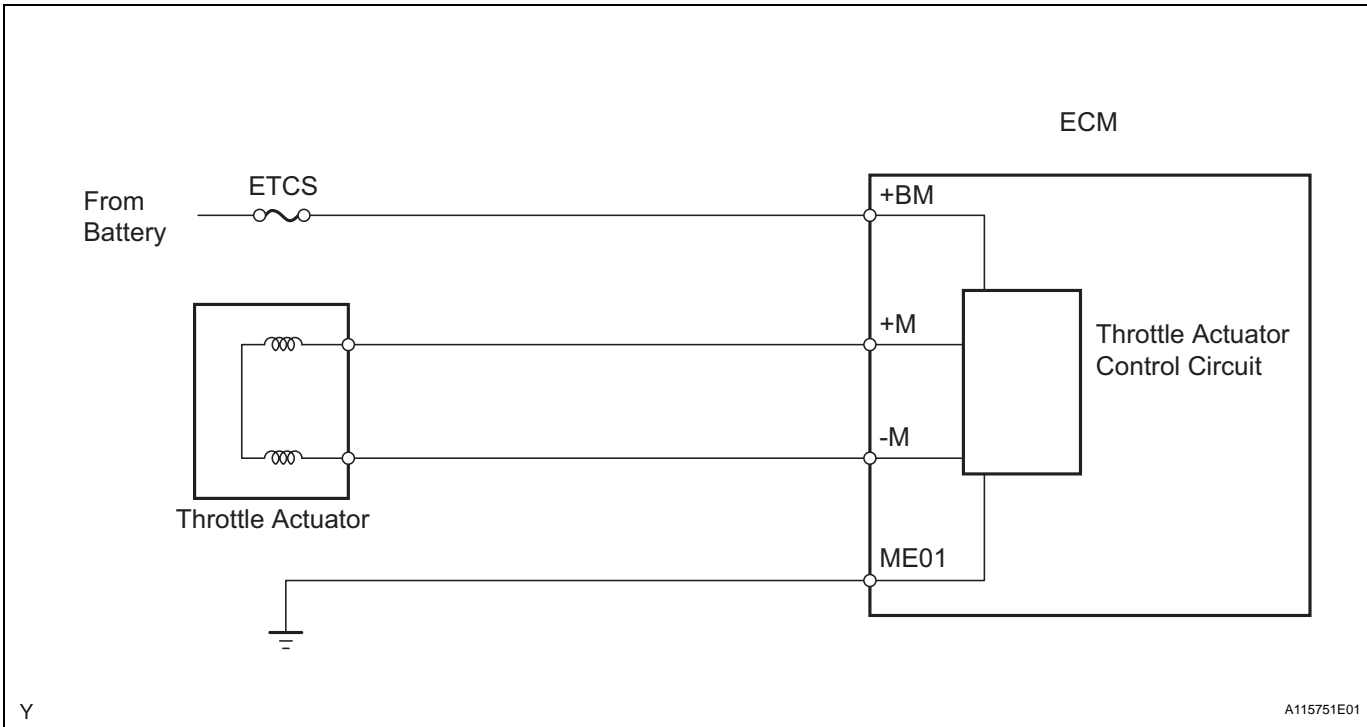 ECM
From
Battery
ETCS
+BM
+M
Throttle Actuator
Control Circuit
-M
Throttle Actuator
ME01
Y
A115751E01